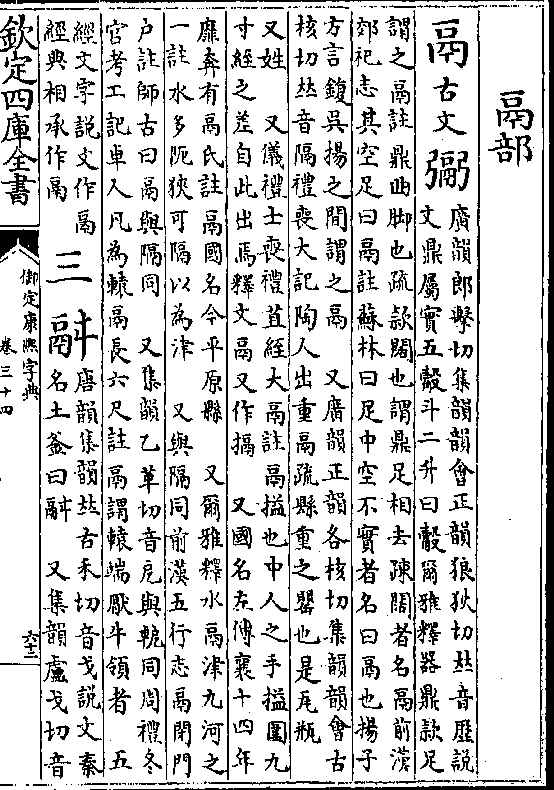 鬲部
鬲古文䰜廣韻郎擊切集韻韻會正韻狼狄切𠀤音歷說
文鼎屬實五觳斗二升曰觳爾雅釋器鼎款足
謂之鬲註鼎曲脚也疏款闊也謂鼎足相去疎闊者名鬲前漢
郊祀志其空足曰鬲註蘇林曰足中空不實者名曰鬲也揚子
方言鍑吳揚之間謂之鬲　又廣韻正韻各核切集韻韻會古
核切𠀤音隔禮喪大記陶人出重鬲疏縣重之罌也是瓦瓶
又姓　又儀禮士喪禮苴絰大鬲註鬲搤也中人之手搤圍九
寸絰之差自此出焉釋文鬲又作搹　又國名左傳襄十四年
靡奔有鬲氏註鬲國名今平原縣　又爾雅釋水鬲津九河之
一註水多阨狹可隔以為津　又與隔同前漢五行志鬲閉門
戶註師古曰鬲與隔同　又集韻乙革切音戹與軛同周禮冬
官考工記車人凡為轅鬲長六尺註鬲謂轅端厭牛領者　五
經文字說文作鬲
經典相承作鬲
三
䰙唐韻集韻𠀤古禾切音戈說文秦
名土釜曰䰙　又集韻盧戈切音
欽定四庫全書
御定康熙字典
卷三十四
六十二